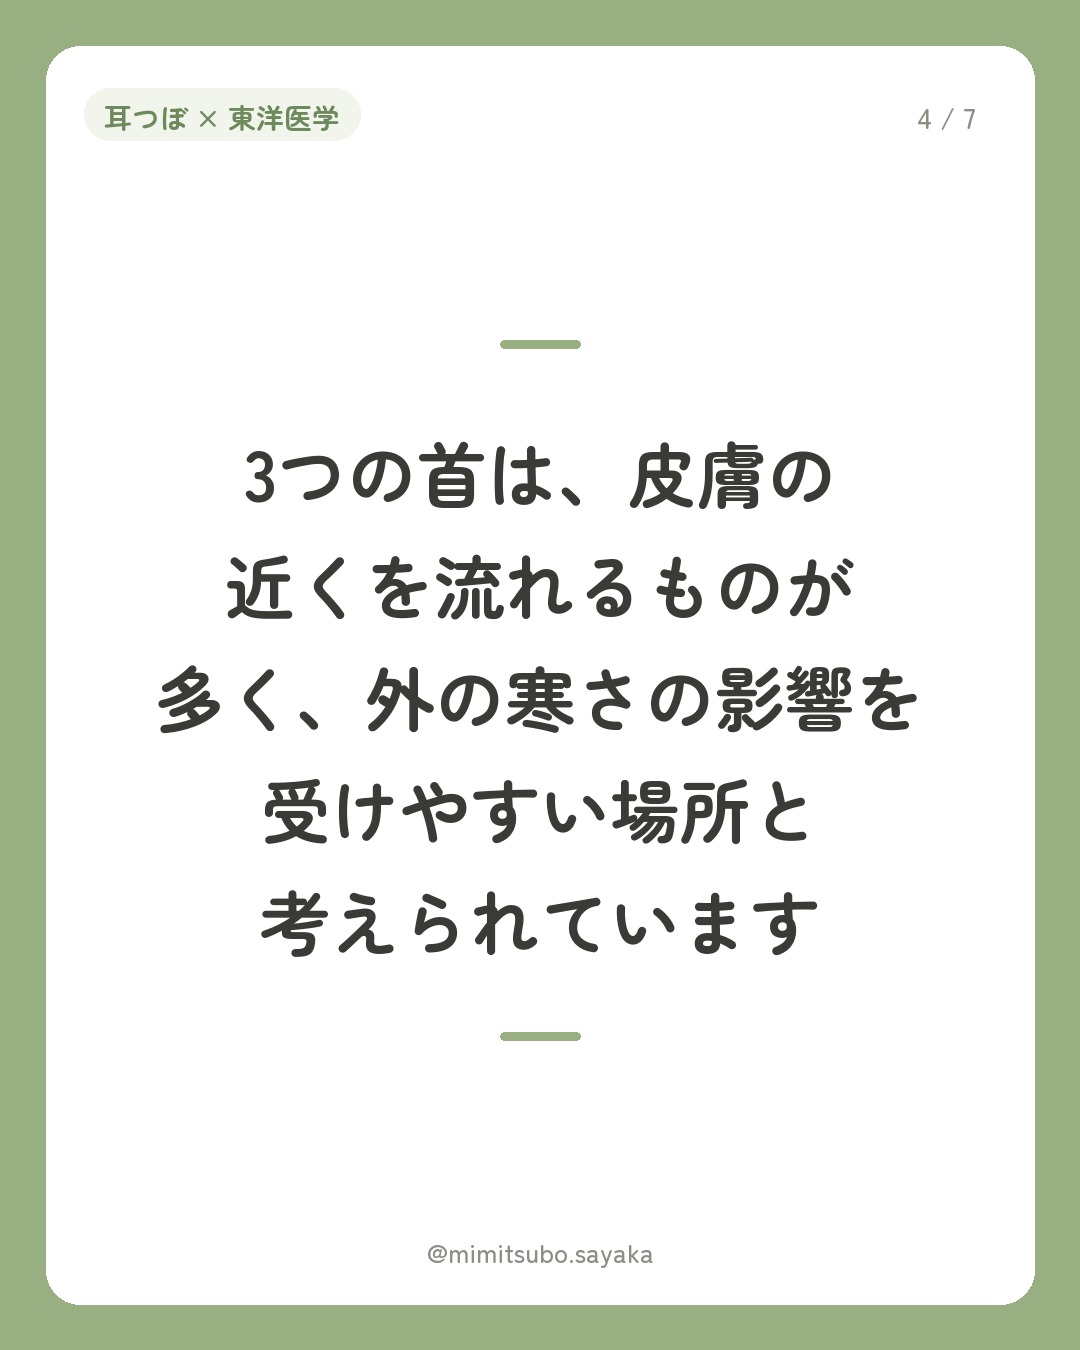 耳つぼ × 東洋医学
4 / 7
3つの首は、皮膚の
近くを流れるものが
多く、外の寒さの影響を
受けやすい場所と
考えられています
@mimitsubo.sayaka